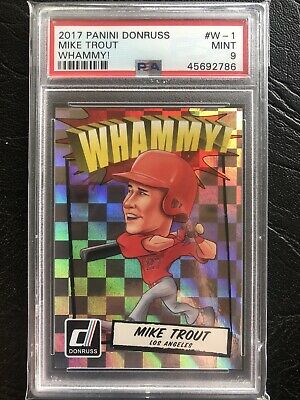 2017 PANINI DONRUSS #W-1
MIKE TROUT MINT
WHAMMY! 9
PSA 45692786
WHAMMY!
DONRUSS
MIKE TROUT
LOS ANGELES